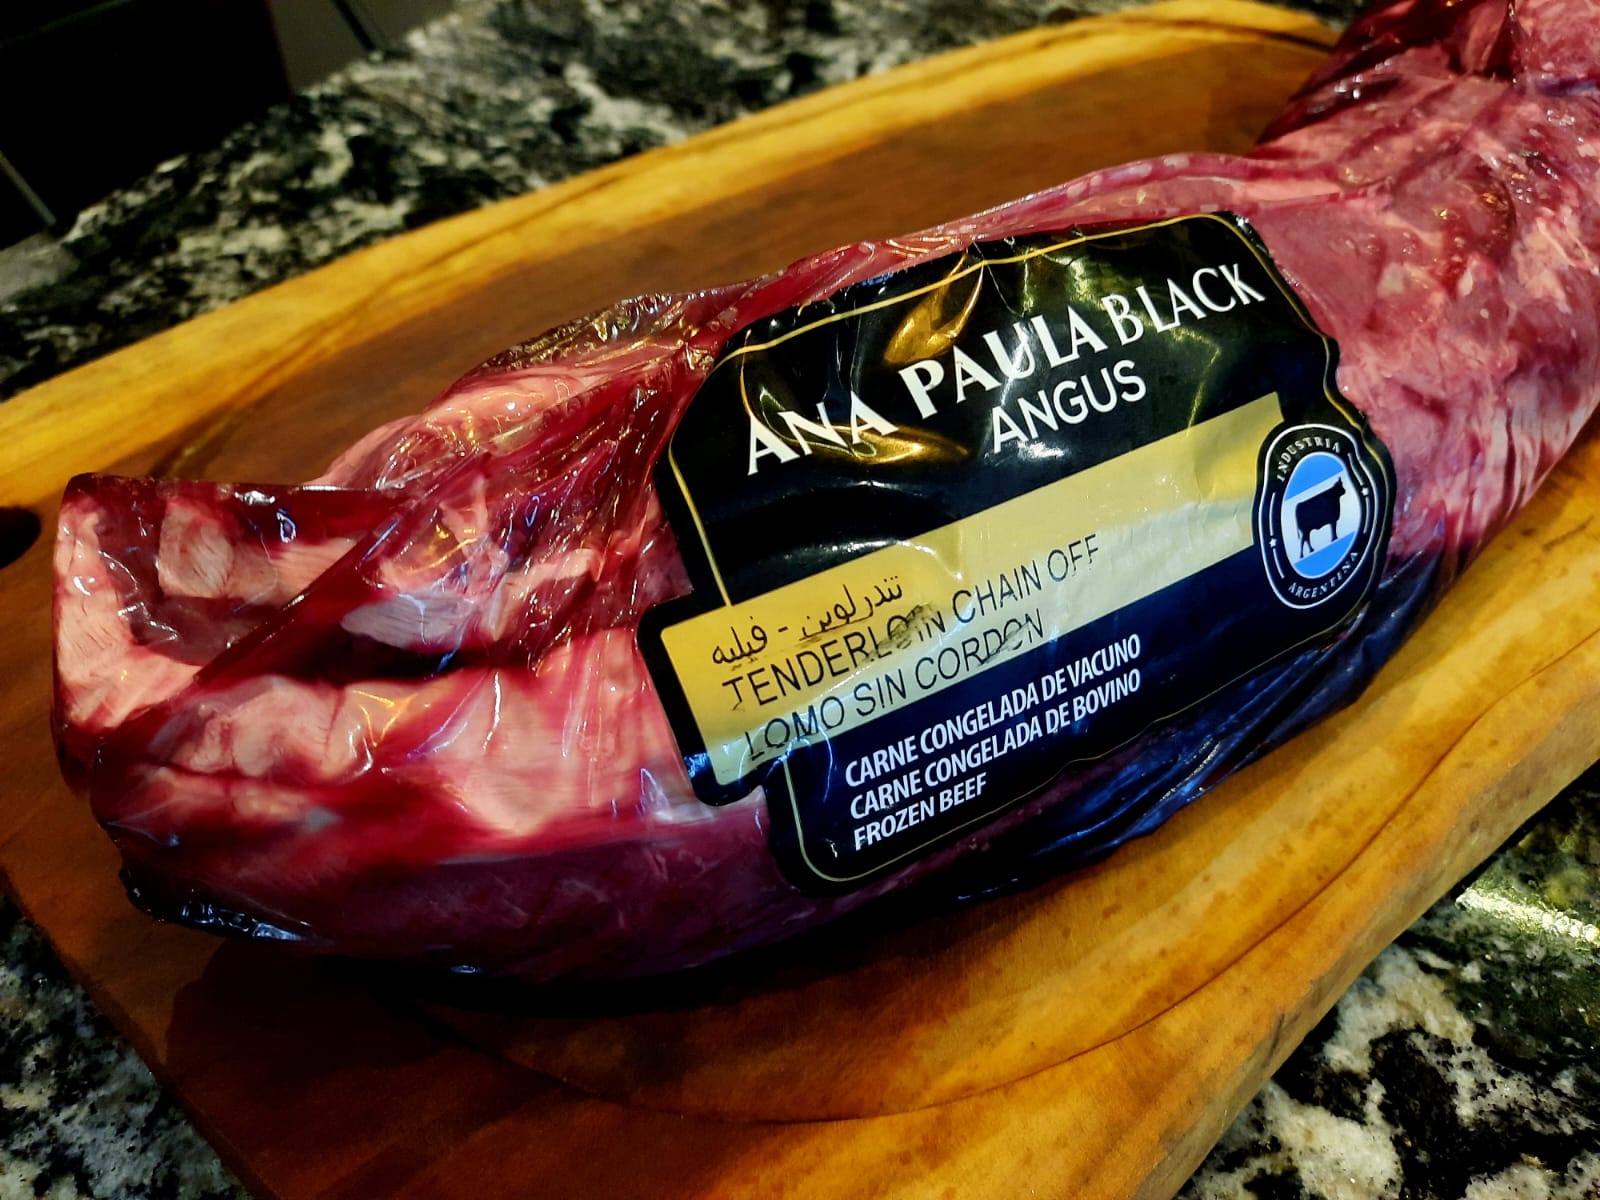 ANA PAULA BLACK
ANGUS
تندرلوين - فيليه
TENDERLOIN CHAIN OFF
LOMO SIN CORDON
CARNE CONGELADA DE VACUNO
CARNE CONGELADA DE BOVINO
FROZEN BEEF
INDUSTRIA
ARGENTINA